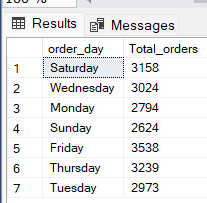 Results Messages
order_day Total_orders
1 Saturday 3158
2 Wednesday 3024
3 Monday 2794
4 Sunday 2624
5 Friday 3538
6 Thursday 3239
7 Tuesday 2973